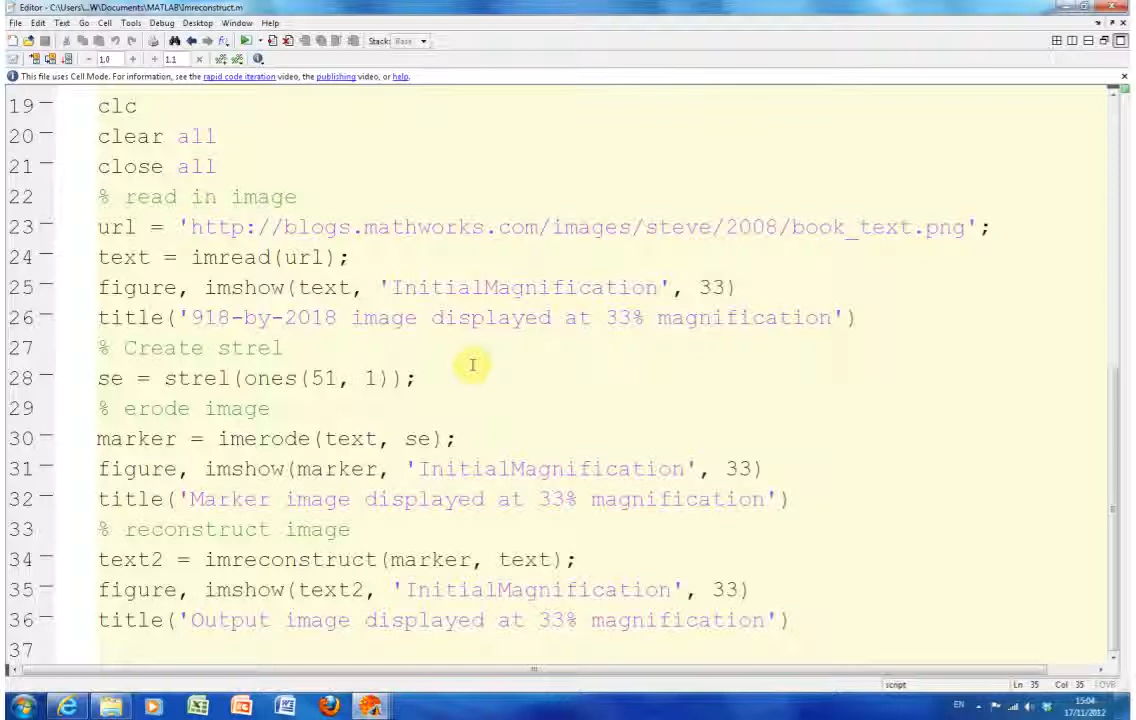 Editor - C:\Users\...W\Documents\MATLAB\Imreconstruct.m
File Edit Text Go Cell Tools Debug Desktop Window Help
Stack: Base
1.0 + ÷ 1.1 ×
This file uses Cell Mode. For information, see the rapid code iteration video, the publishing video, or help.
19 clc
20 clear all
21 close all
22 % read in image
23 url = 'http://blogs.mathworks.com/images/steve/2008/book_text.png';
24 text = imread(url);
25 figure, imshow(text, 'InitialMagnification', 33)
26 title('918-by-2018 image displayed at 33% magnification')
27 % Create strel
28 se = strel(ones(51, 1));
29 % erode image
30 marker = imerode(text, se);
31 figure, imshow(marker, 'InitialMagnification', 33)
32 title('Marker image displayed at 33% magnification')
33 % reconstruct image
34 text2 = imreconstruct(marker, text);
35 figure, imshow(text2, 'InitialMagnification', 33)
36 title('Output image displayed at 33% magnification')
37
script Ln 35 Col 35 OVR
EN 15:04
17/11/2012